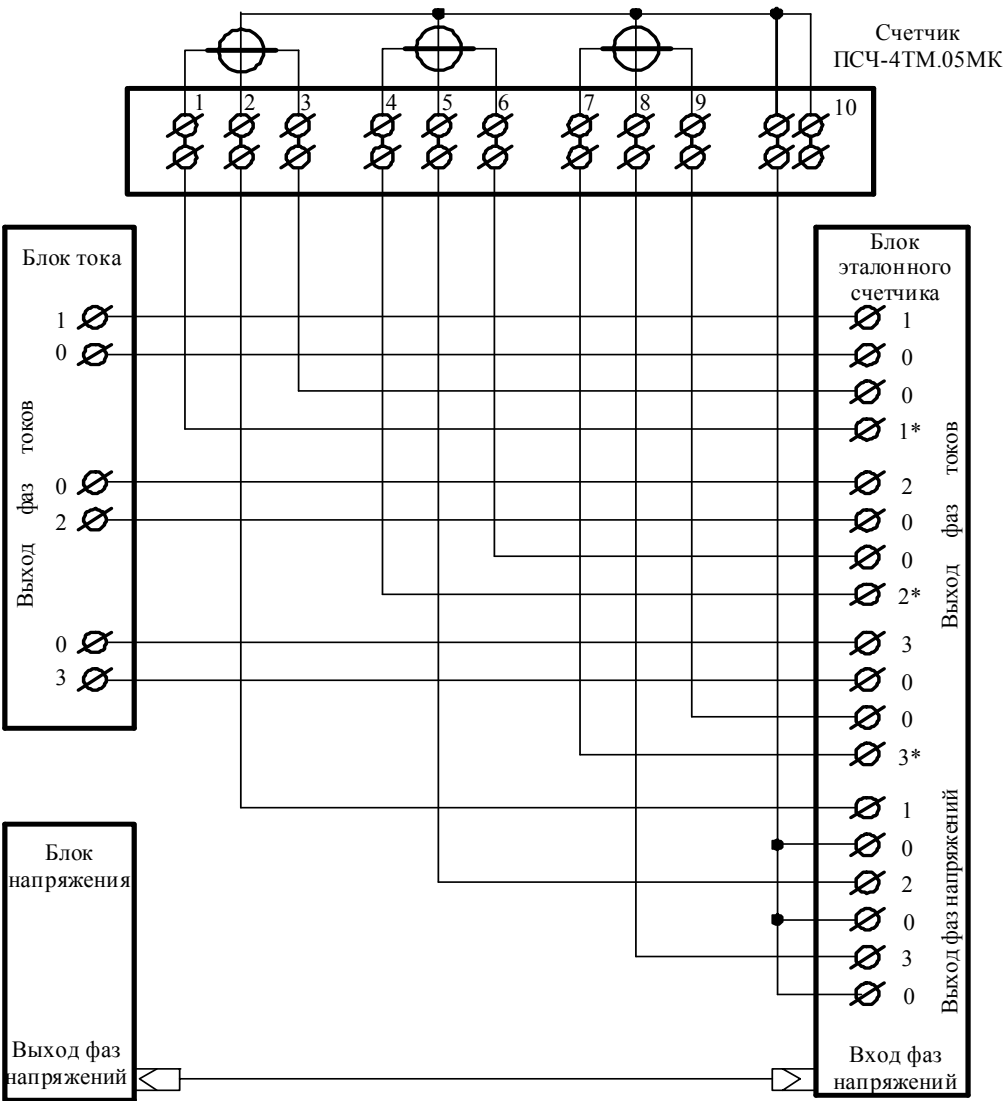 Счетчик
ПСЧ-4ТМ.05МК
1 2 3 4 5 6 7 8 9 10
Блок тока
1
0
0
2
0
3
Выход фаз токов
Блок
эталонного
счетчика
1
0
0
1*
2
0
0
2*
3
0
0
3*
Выход фаз токов
1
0
2
0
3
0
Выход фаз напряжений
Вход фаз
напряжений
Блок
напряжения
Выход фаз
напряжений